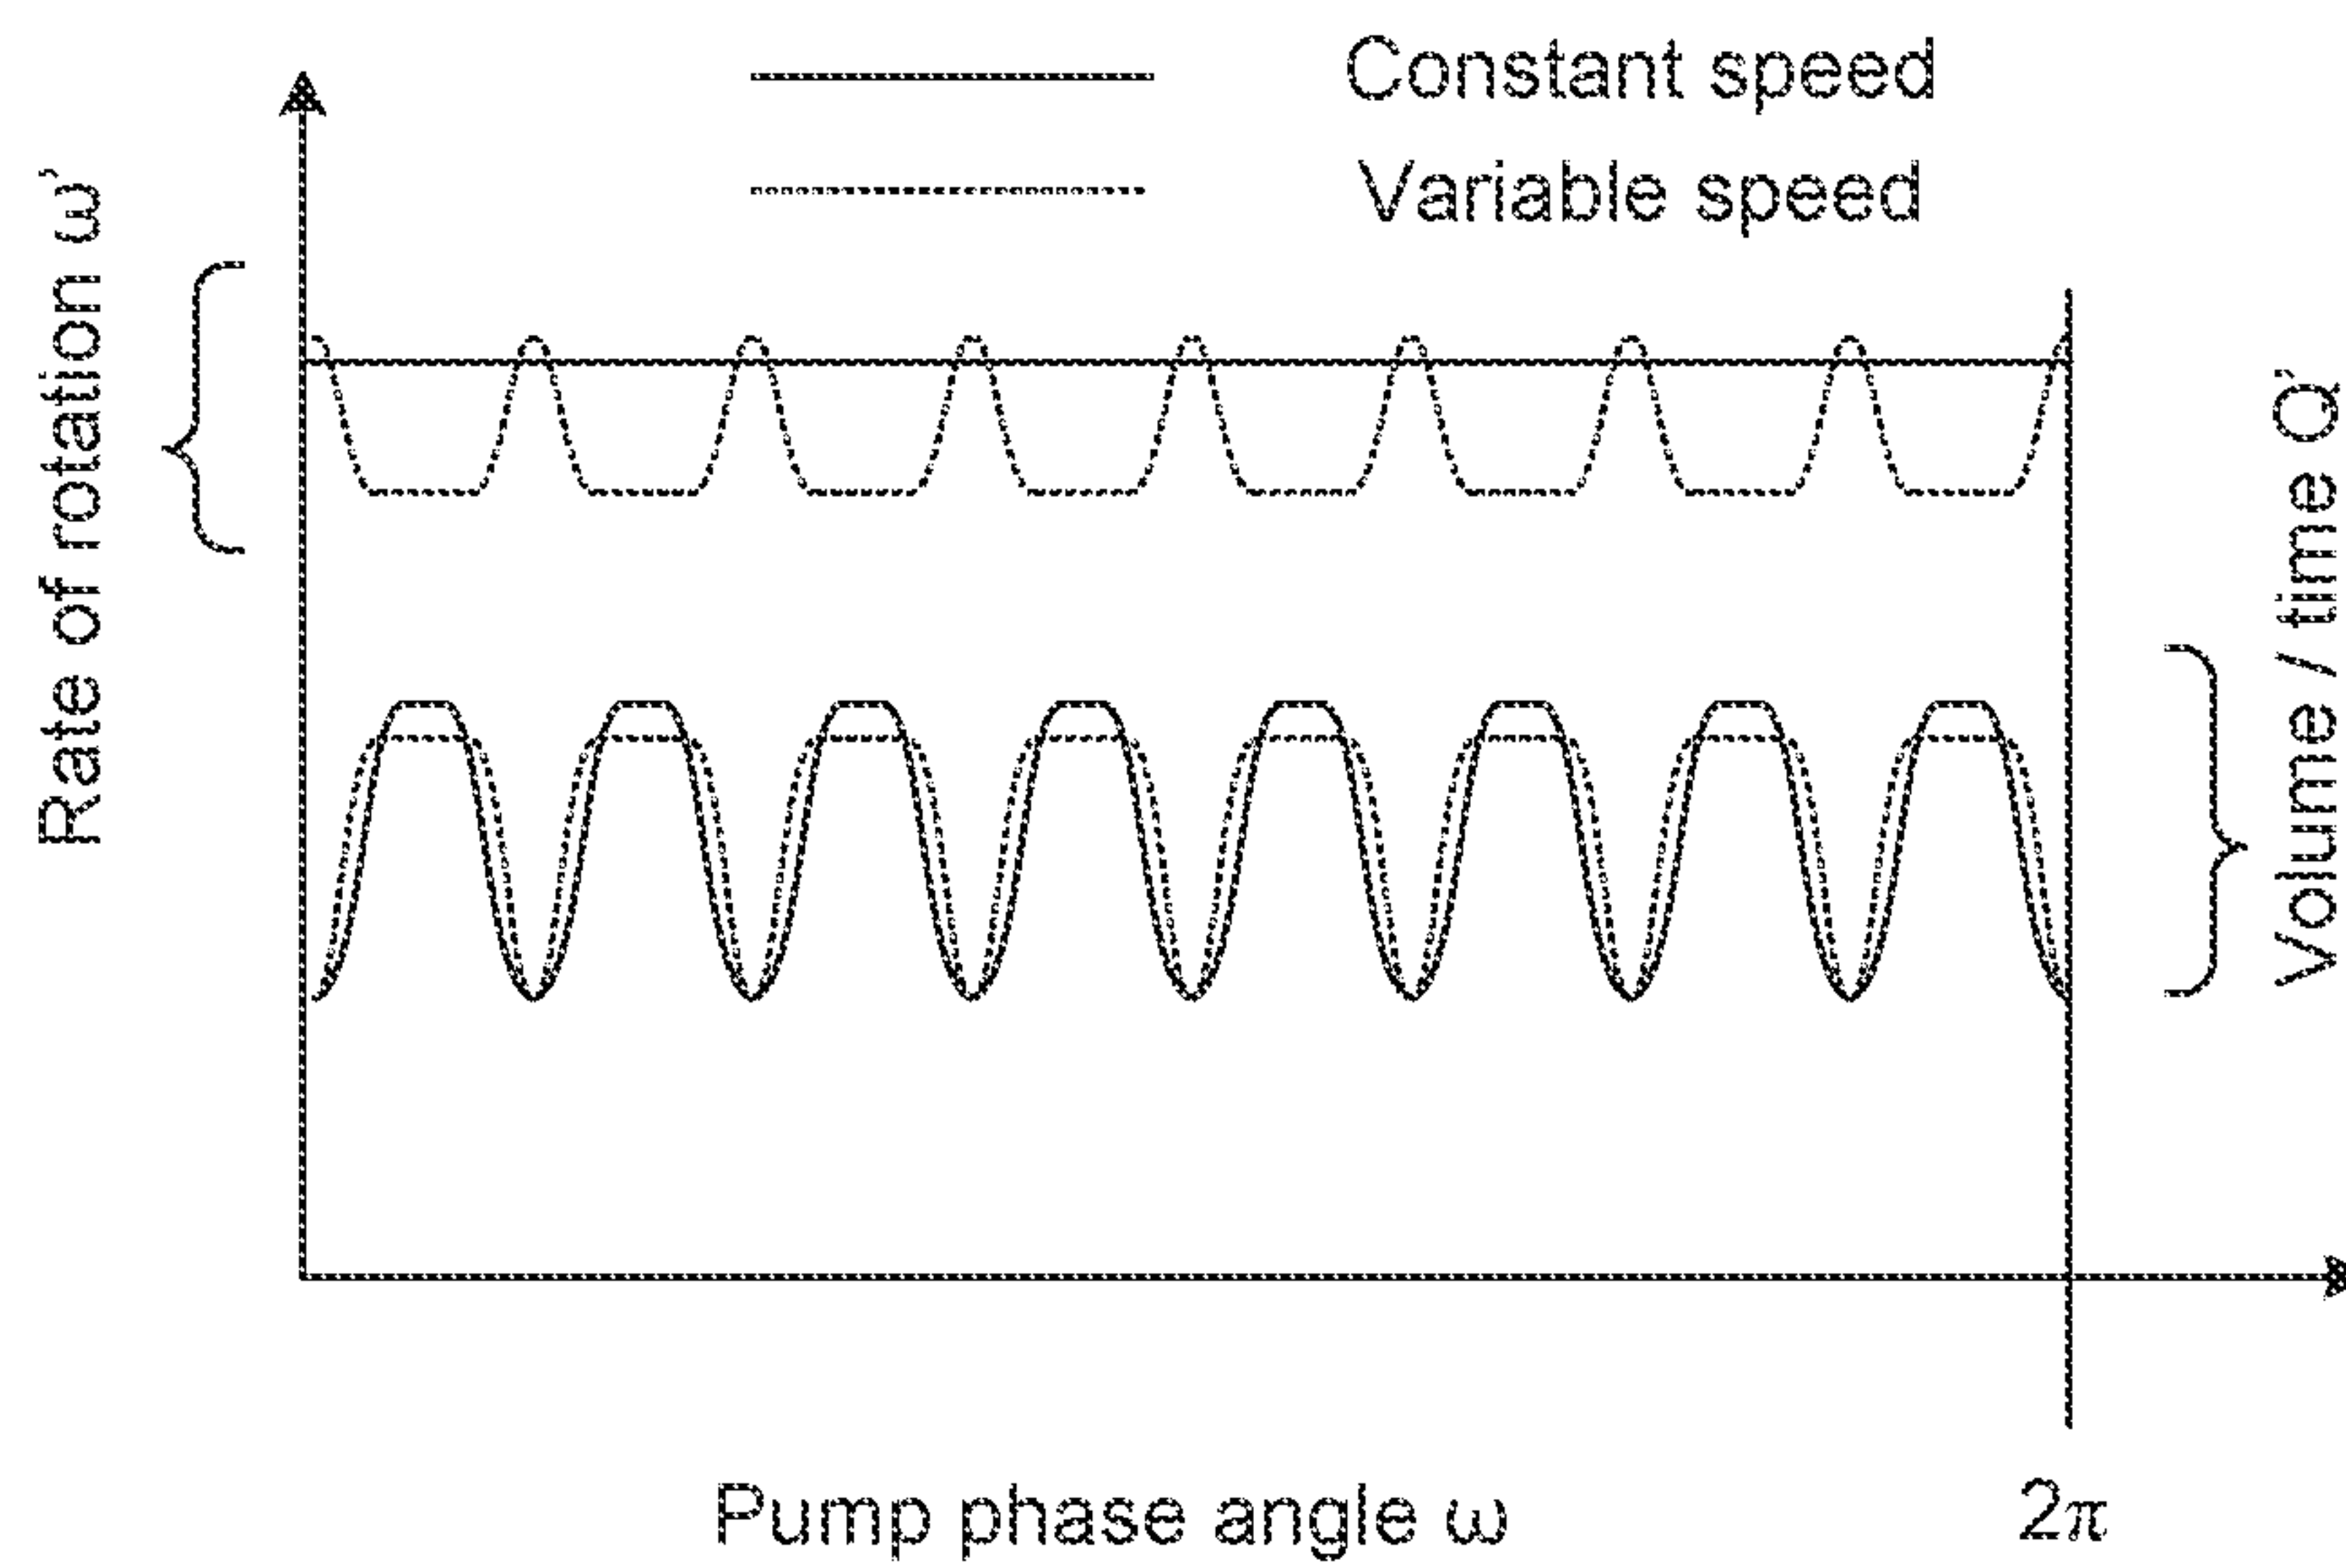 Constant speed
Variable speed
Rate of rotation ω'
Volume / time Q'
Pump phase angle ω
2π